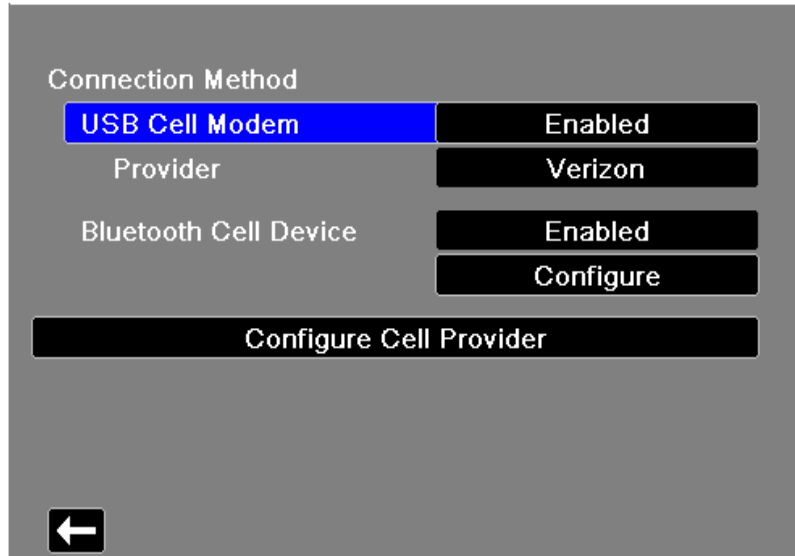 Connection Method
USB Cell Modem Enabled
Provider Verizon
Bluetooth Cell Device Enabled
Configure
Configure Cell Provider